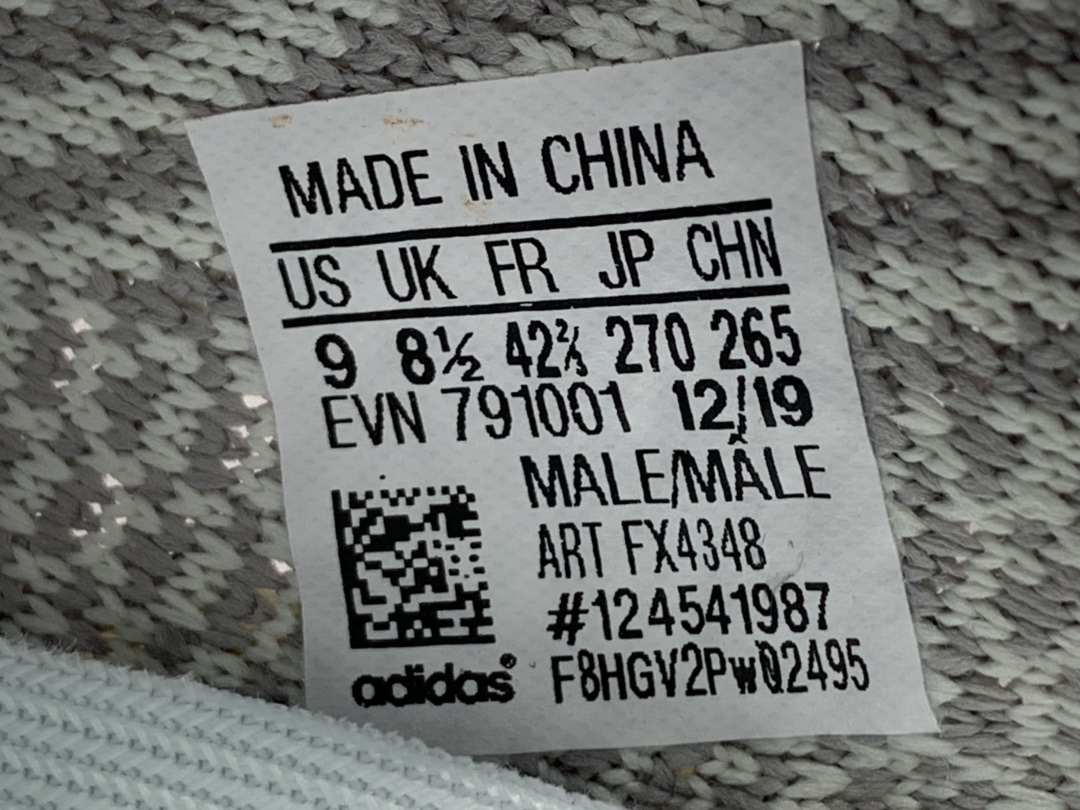 MADE IN CHINA
US UK FR JP CHN
9 8½ 42⅔ 270 265
EVN 791001 12/19
MALE/MÂLE
ART FX4348
#124541987
adidas® F8HGV2PwQ2495